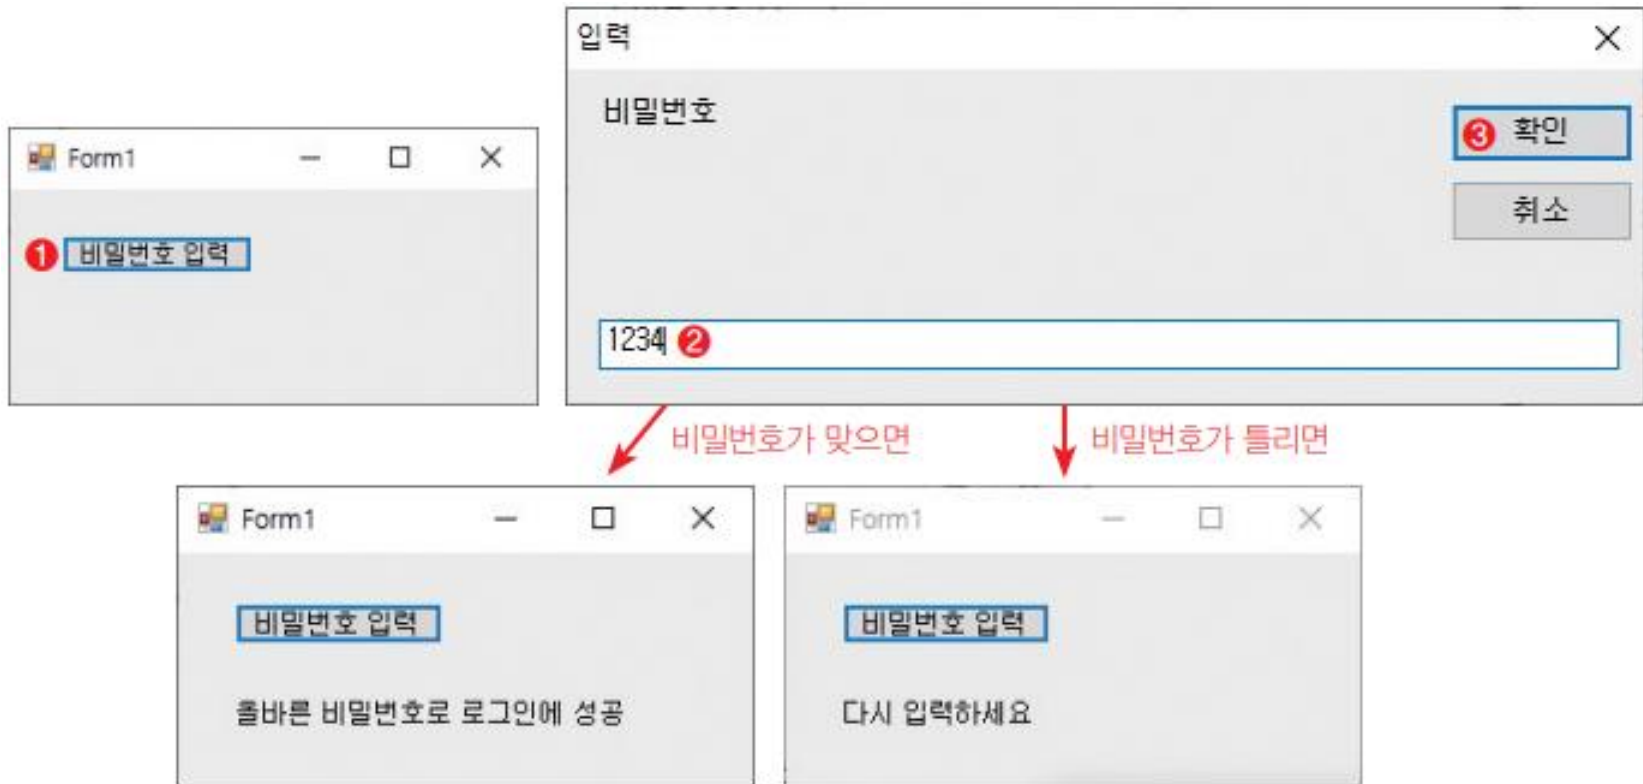 Form1
❶ 비밀번호 입력
입력
비밀번호
❸ 확인
취소
1234 ❷
비밀번호가 맞으면
비밀번호가 틀리면
Form1
비밀번호 입력
올바른 비밀번호로 로그인에 성공
Form1
비밀번호 입력
다시 입력하세요